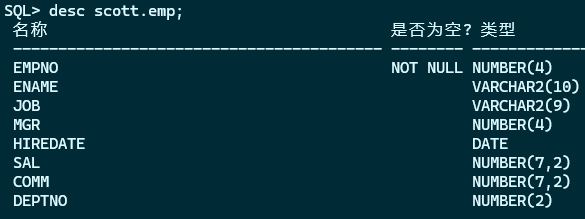 SQL> desc scott.emp;
名称 是否为空? 类型
----------------------------------------- -------- ------------
EMPNO NOT NULL NUMBER(4)
ENAME VARCHAR2(10)
JOB VARCHAR2(9)
MGR NUMBER(4)
HIREDATE DATE
SAL NUMBER(7,2)
COMM NUMBER(7,2)
DEPTNO NUMBER(2)